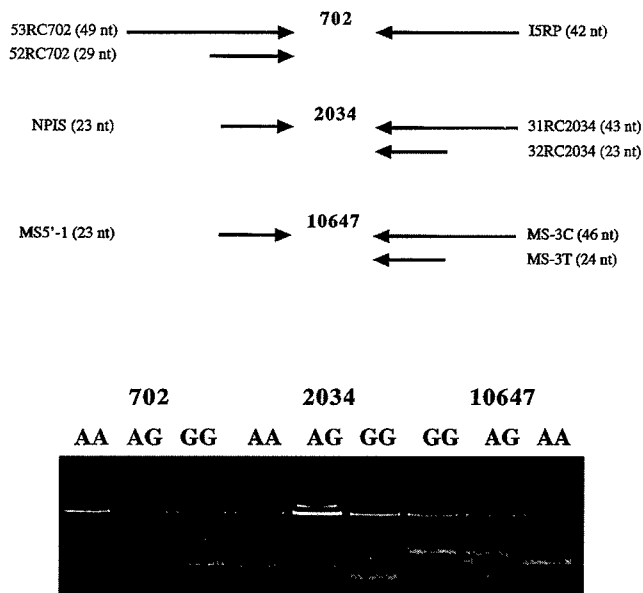 53RC702 (49 nt) 702 I5RP (42 nt)
52RC702 (29 nt)
NPIS (23 nt) 2034 31RC2034 (43 nt)
32RC2034 (23 nt)
MS5'-1 (23 nt) 10647 MS-3C (46 nt)
MS-3T (24 nt)
702 2034 10647
AA AG GG AA AG GG GG AG AA